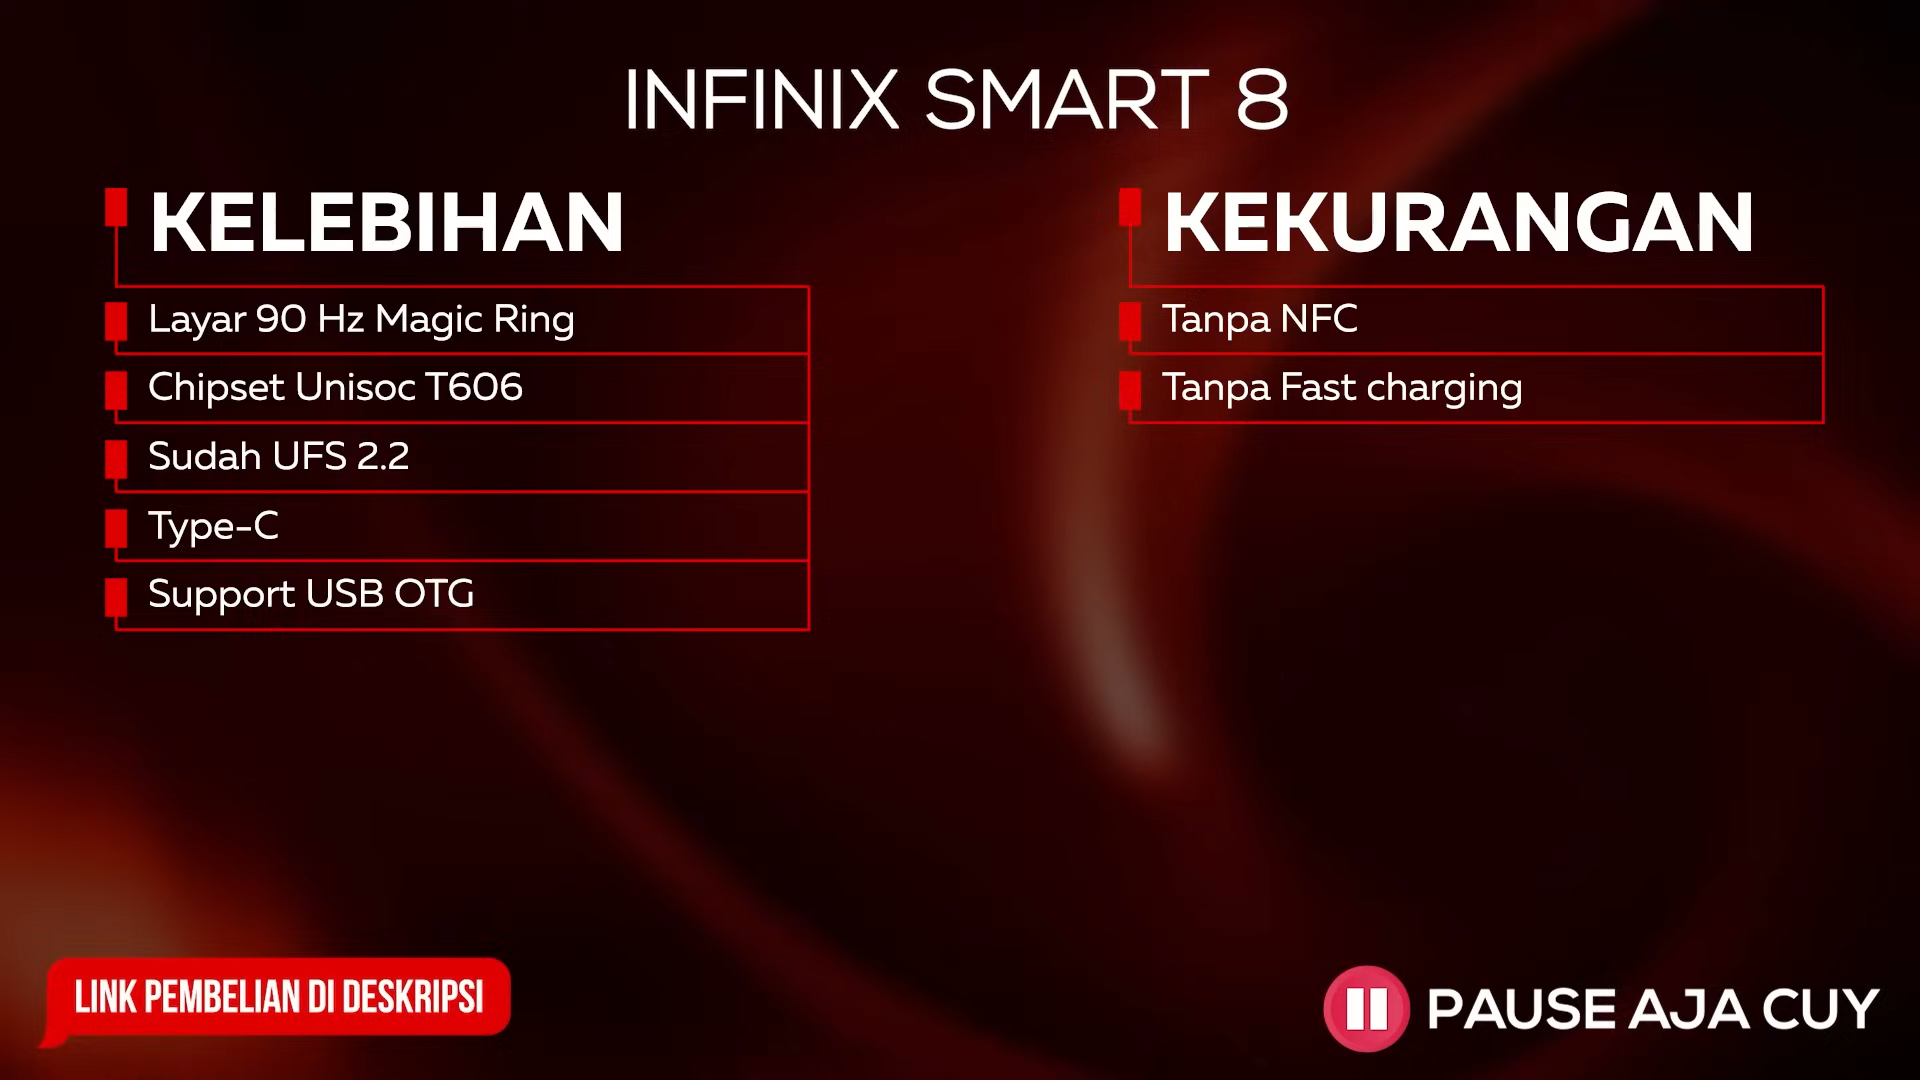 INFINIX SMART 8
KELEBIHAN
Layar 90 Hz Magic Ring
Chipset Unisoc T606
Sudah UFS 2.2
Type-C
Support USB OTG
KEKURANGAN
Tanpa NFC
Tanpa Fast charging
LINK PEMBELIAN DI DESKRIPSI
PAUSE AJA CUY